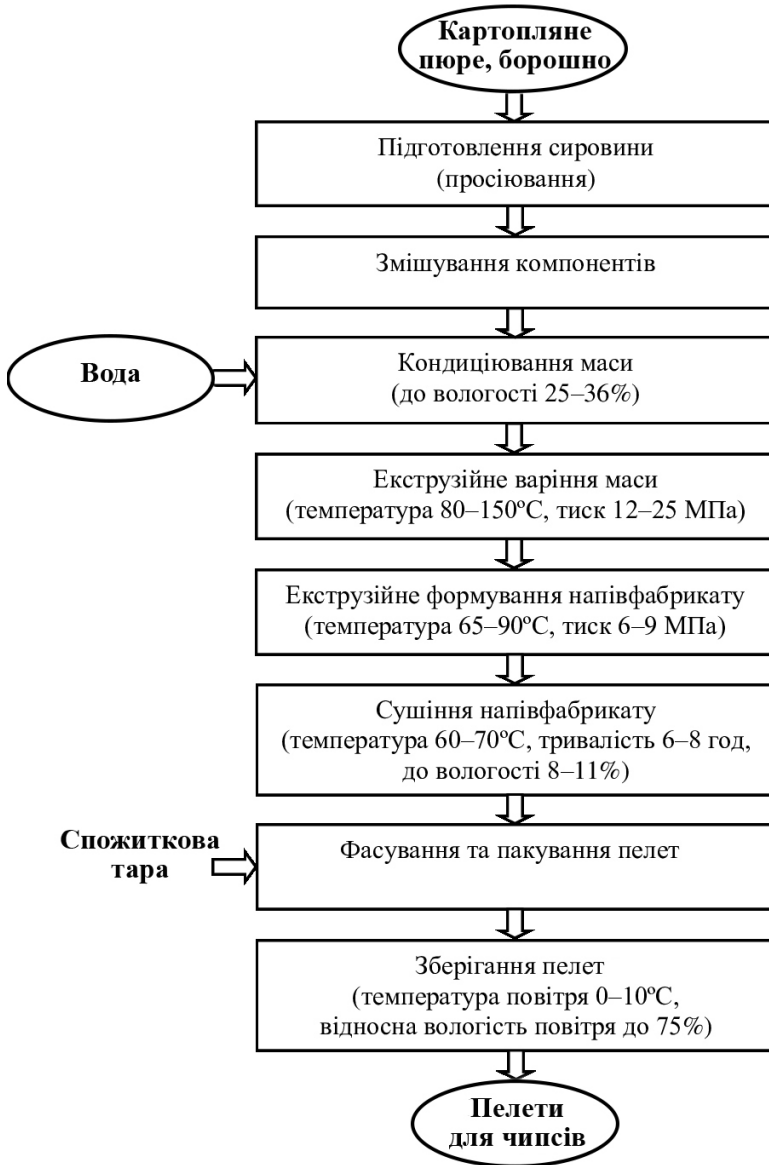 Картопляне
пюре, борошно
Підготовлення сировини
(просіювання)
Змішування компонентів
Вода
Кондиціювання маси
(до вологості 25–36%)
Екструзійне варіння маси
(температура 80–150ºС, тиск 12–25 МПа)
Екструзійне формування напівфабрикату
(температура 65–90ºС, тиск 6–9 МПа)
Сушіння напівфабрикату
(температура 60–70ºС, тривалість 6–8 год,
до вологості 8–11%)
Спожиткова
тара
Фасування та пакування пелет
Зберігання пелет
(температура повітря 0–10ºС,
відносна вологість повітря до 75%)
Пелети
для чипсів